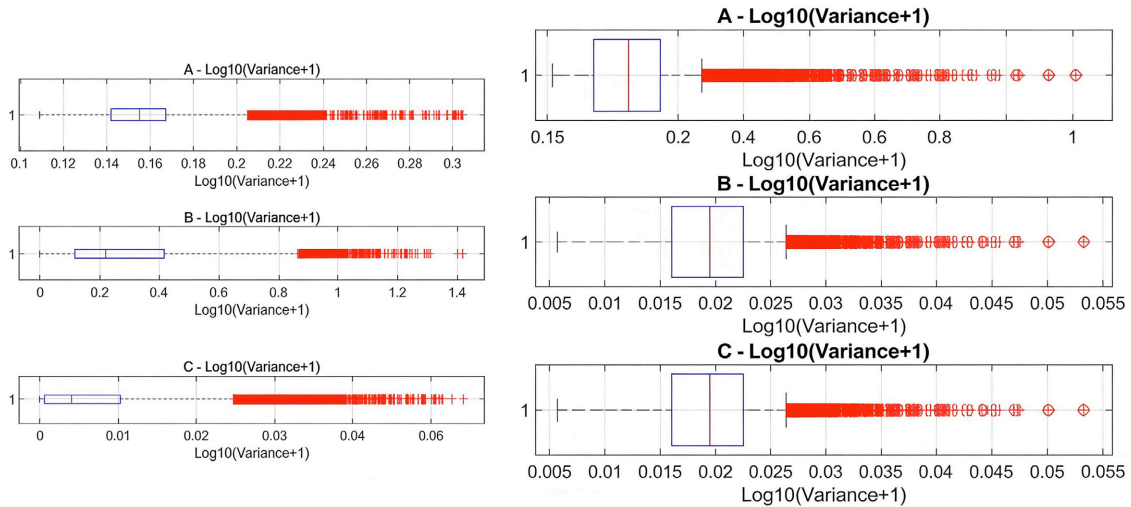 A - Log10(Variance+1)
1
0.1 0.12 0.14 0.16 0.18 0.2 0.22 0.24 0.26 0.28 0.3
Log10(Variance+1)
B - Log10(Variance+1)
1
0 0.2 0.4 0.6 0.8 1 1.2 1.4
Log10(Variance+1)
C - Log10(Variance+1)
1
0 0.01 0.02 0.03 0.04 0.05 0.06
Log10(Variance+1)
A - Log10(Variance+1)
1
0.15 0.2 0.4 0.6 0.6 0.8 1
Log10(Variance+1)
B - Log10(Variance+1)
1
0.005 0.01 0.015 0.02 0.025 0.03 0.035 0.04 0.045 0.05 0.055
Log10(Variance+1)
C - Log10(Variance+1)
1
0.005 0.01 0.015 0.02 0.025 0.03 0.035 0.04 0.045 0.05 0.055
Log10(Variance+1)